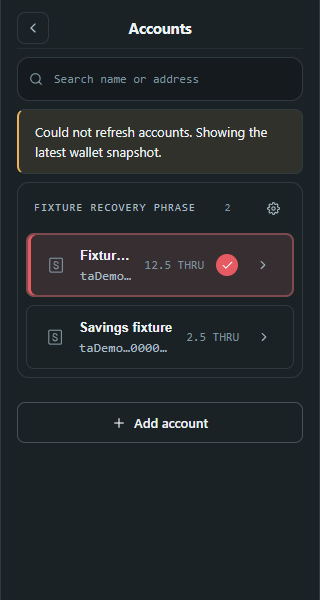 Accounts
Search name or address
Could not refresh accounts. Showing the
latest wallet snapshot.
FIXTURE RECOVERY PHRASE 2
S Fixtur... 12.5 THRU
taDemo…
S Savings fixture 2.5 THRU
taDemo…0000…
+ Add account